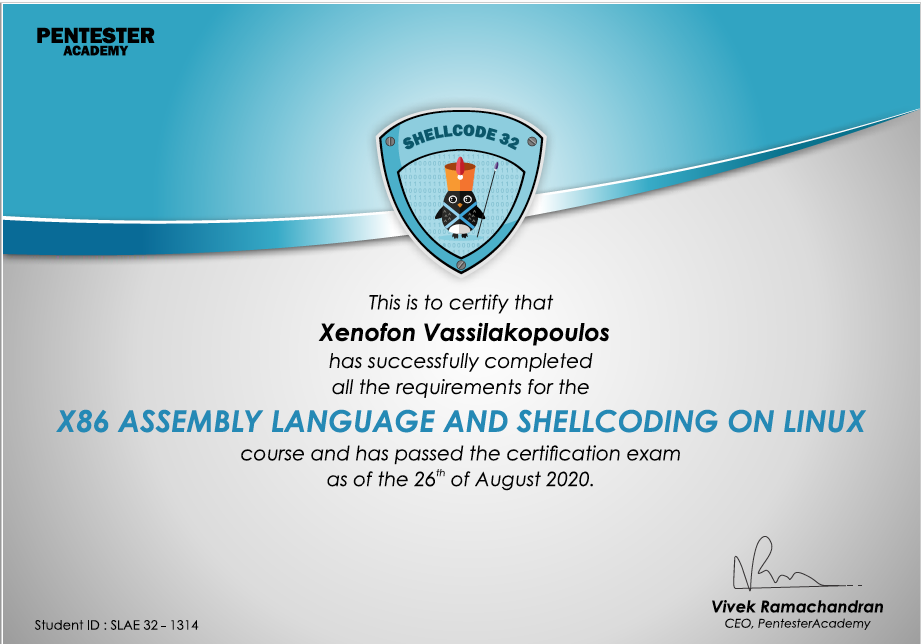 PENTESTER
ACADEMY
SHELLCODE 32
This is to certify that
Xenofon Vassilakopoulos
has successfully completed
all the requirements for the
X86 ASSEMBLY LANGUAGE AND SHELLCODING ON LINUX
course and has passed the certification exam
as of the 26th of August 2020.
Vivek Ramachandran
CEO, PentesterAcademy
Student ID : SLAE 32 - 1314